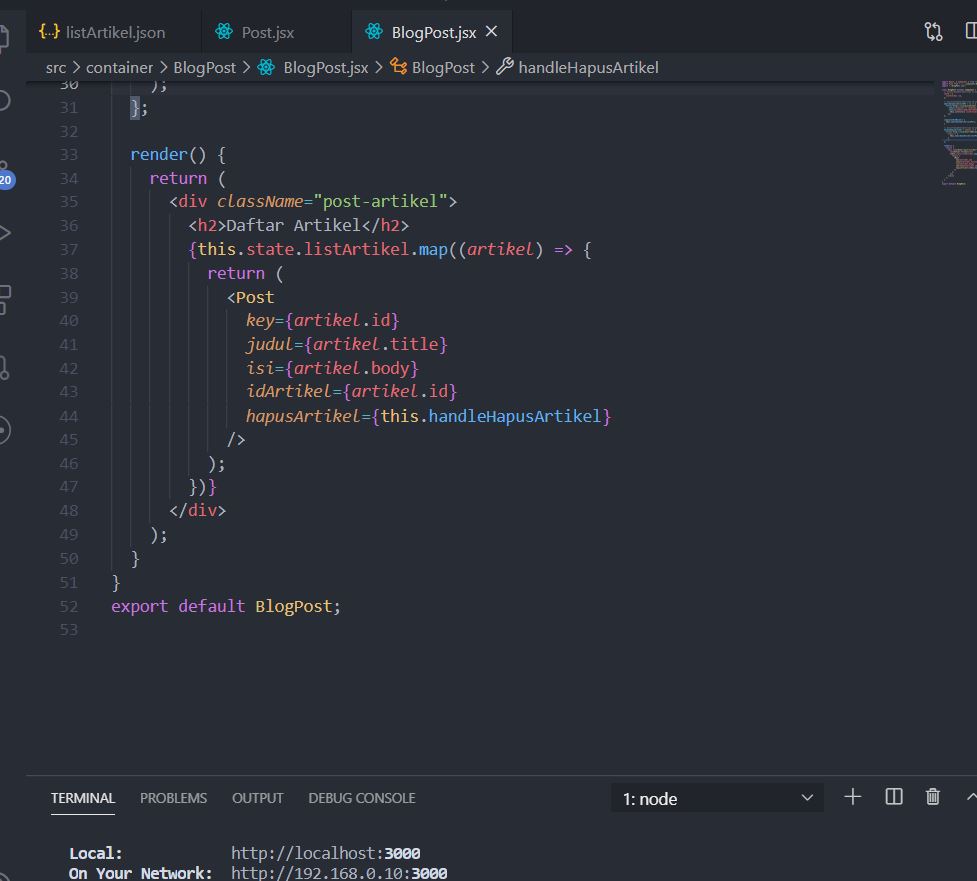 {..} listArtikel.json Post.jsx BlogPost.jsx ×
src > container > BlogPost > BlogPost.jsx > BlogPost > handleHapusArtikel
30 );
31 };
32
33 render() {
34 return (
35 <div className="post-artikel">
36 <h2>Daftar Artikel</h2>
37 {this.state.listArtikel.map((artikel) => {
38 return (
39 <Post
40 key={artikel.id}
41 judul={artikel.title}
42 isi={artikel.body}
43 idArtikel={artikel.id}
44 hapusArtikel={this.handleHapusArtikel}
45 />
46 );
47 })}
48 </div>
49 );
50 }
51 }
52 export default BlogPost;
53
20
TERMINAL PROBLEMS OUTPUT DEBUG CONSOLE 1: node
Local: http://localhost:3000
On Your Network: http://192.168.0.10:3000